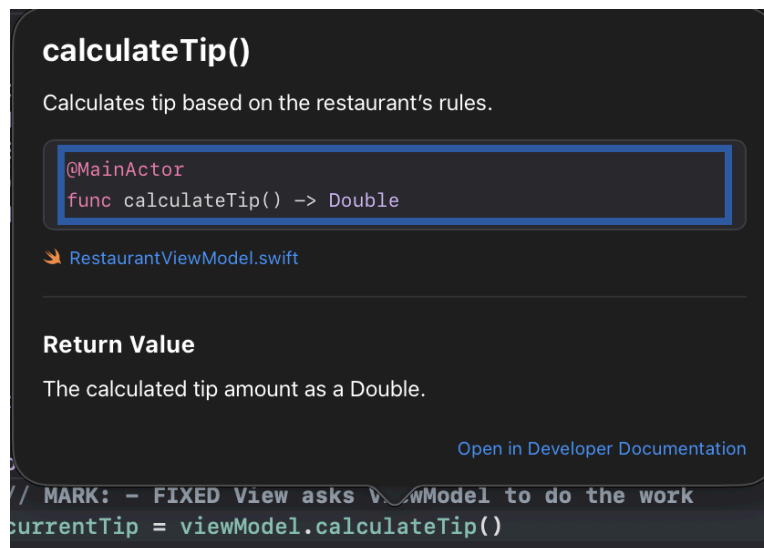 calculateTip()
Calculates tip based on the restaurant’s rules.
@MainActor
func calculateTip() -> Double
RestaurantViewModel.swift
Return Value
The calculated tip amount as a Double.
Open in Developer Documentation
// MARK: - FIXED View asks ViewModel to do the work
currentTip = viewModel.calculateTip()